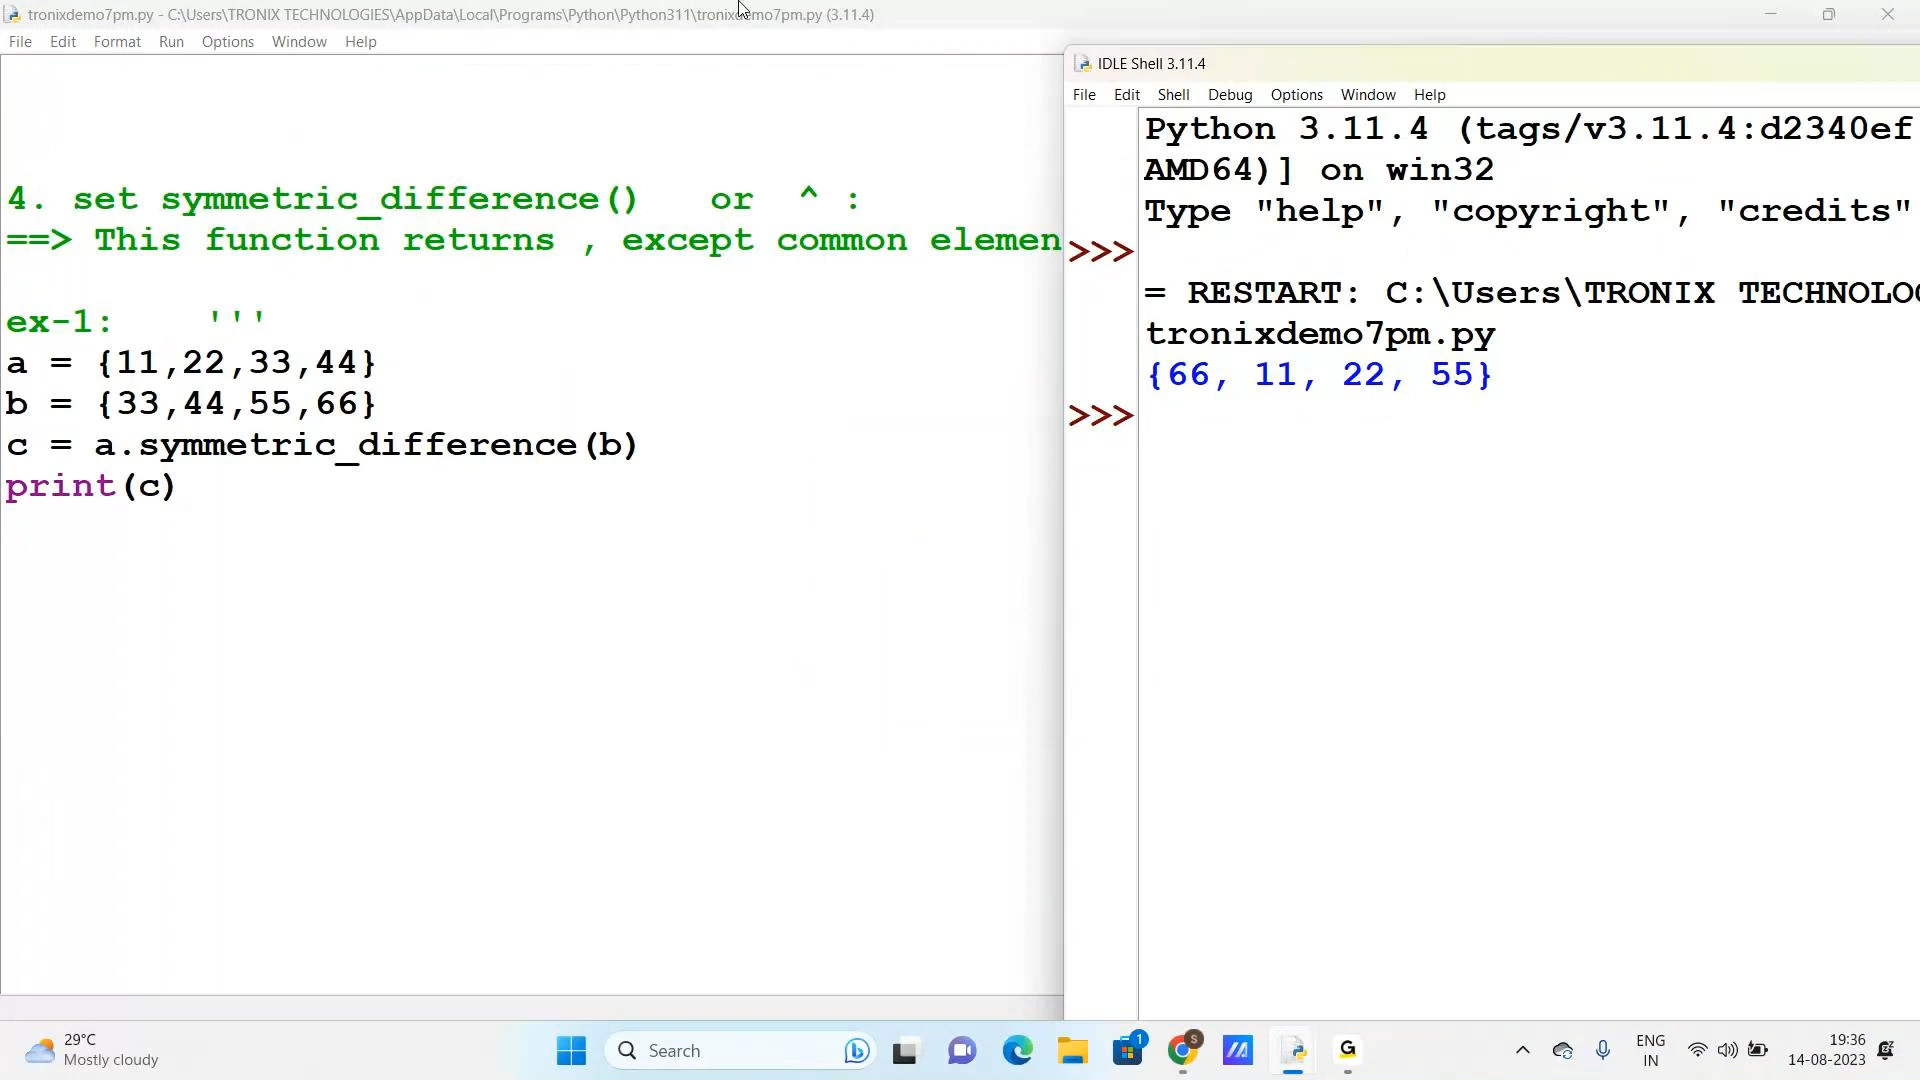 tronixdemo7pm.py - C:\Users\TRONIX TECHNOLOGIES\AppData\Local\Programs\Python\Python311\tronixdemo7pm.py (3.11.4)
File Edit Format Run Options Window Help
4. set symmetric_difference() or ^ :
==> This function returns , except common elemen
ex-1: '''
a = {11,22,33,44}
b = {33,44,55,66}
c = a.symmetric_difference(b)
print(c)
IDLE Shell 3.11.4
File Edit Shell Debug Options Window Help
Python 3.11.4 (tags/v3.11.4:d2340ef
AMD64)] on win32
Type "help", "copyright", "credits"
>>>
= RESTART: C:\Users\TRONIX TECHNOLO
tronixdemo7pm.py
{66, 11, 22, 55}
>>>
29°C
Mostly cloudy
Search
1
S
G
ENG
IN
19:36
14-08-2023